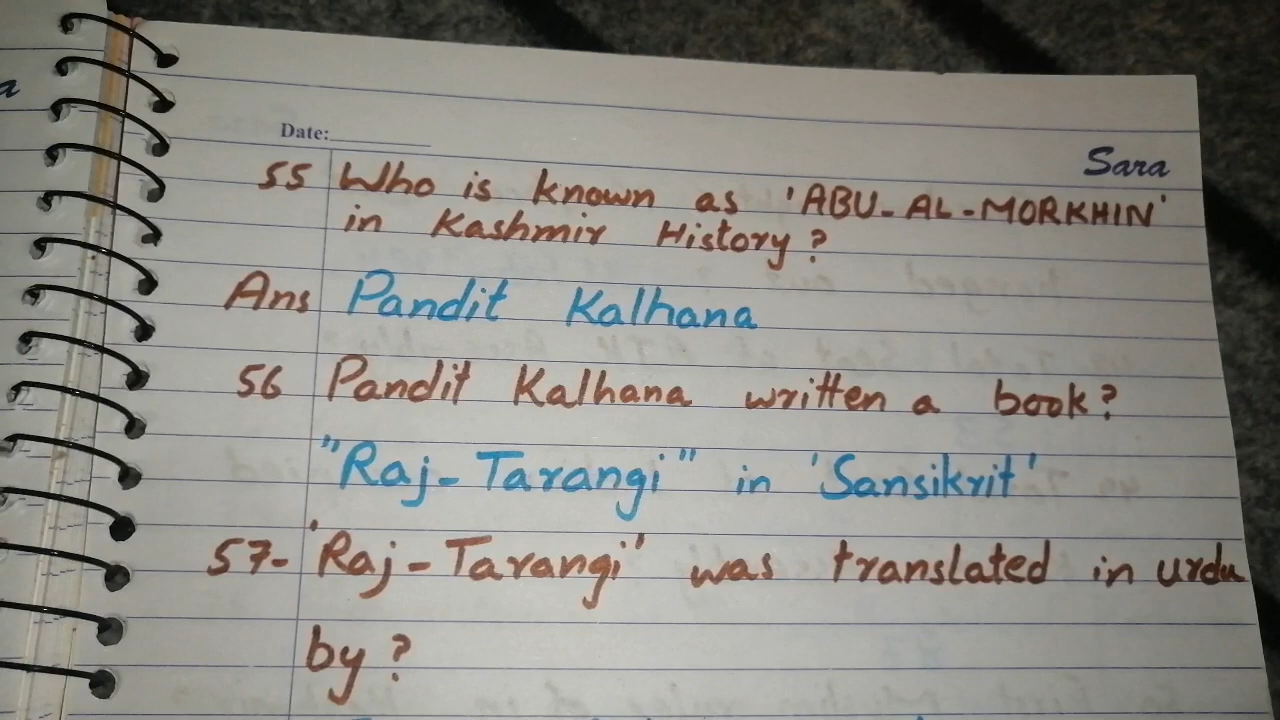 Date:
Sara
55 Who is known as 'ABU-AL-MORKHIN'
in Kashmir History?
Ans Pandit Kalhana
56 Pandit Kalhana written a book?
"Raj-Tarangi" in 'Sansikrit'
57- 'Raj-Tarangi' was translated in urdu
by?